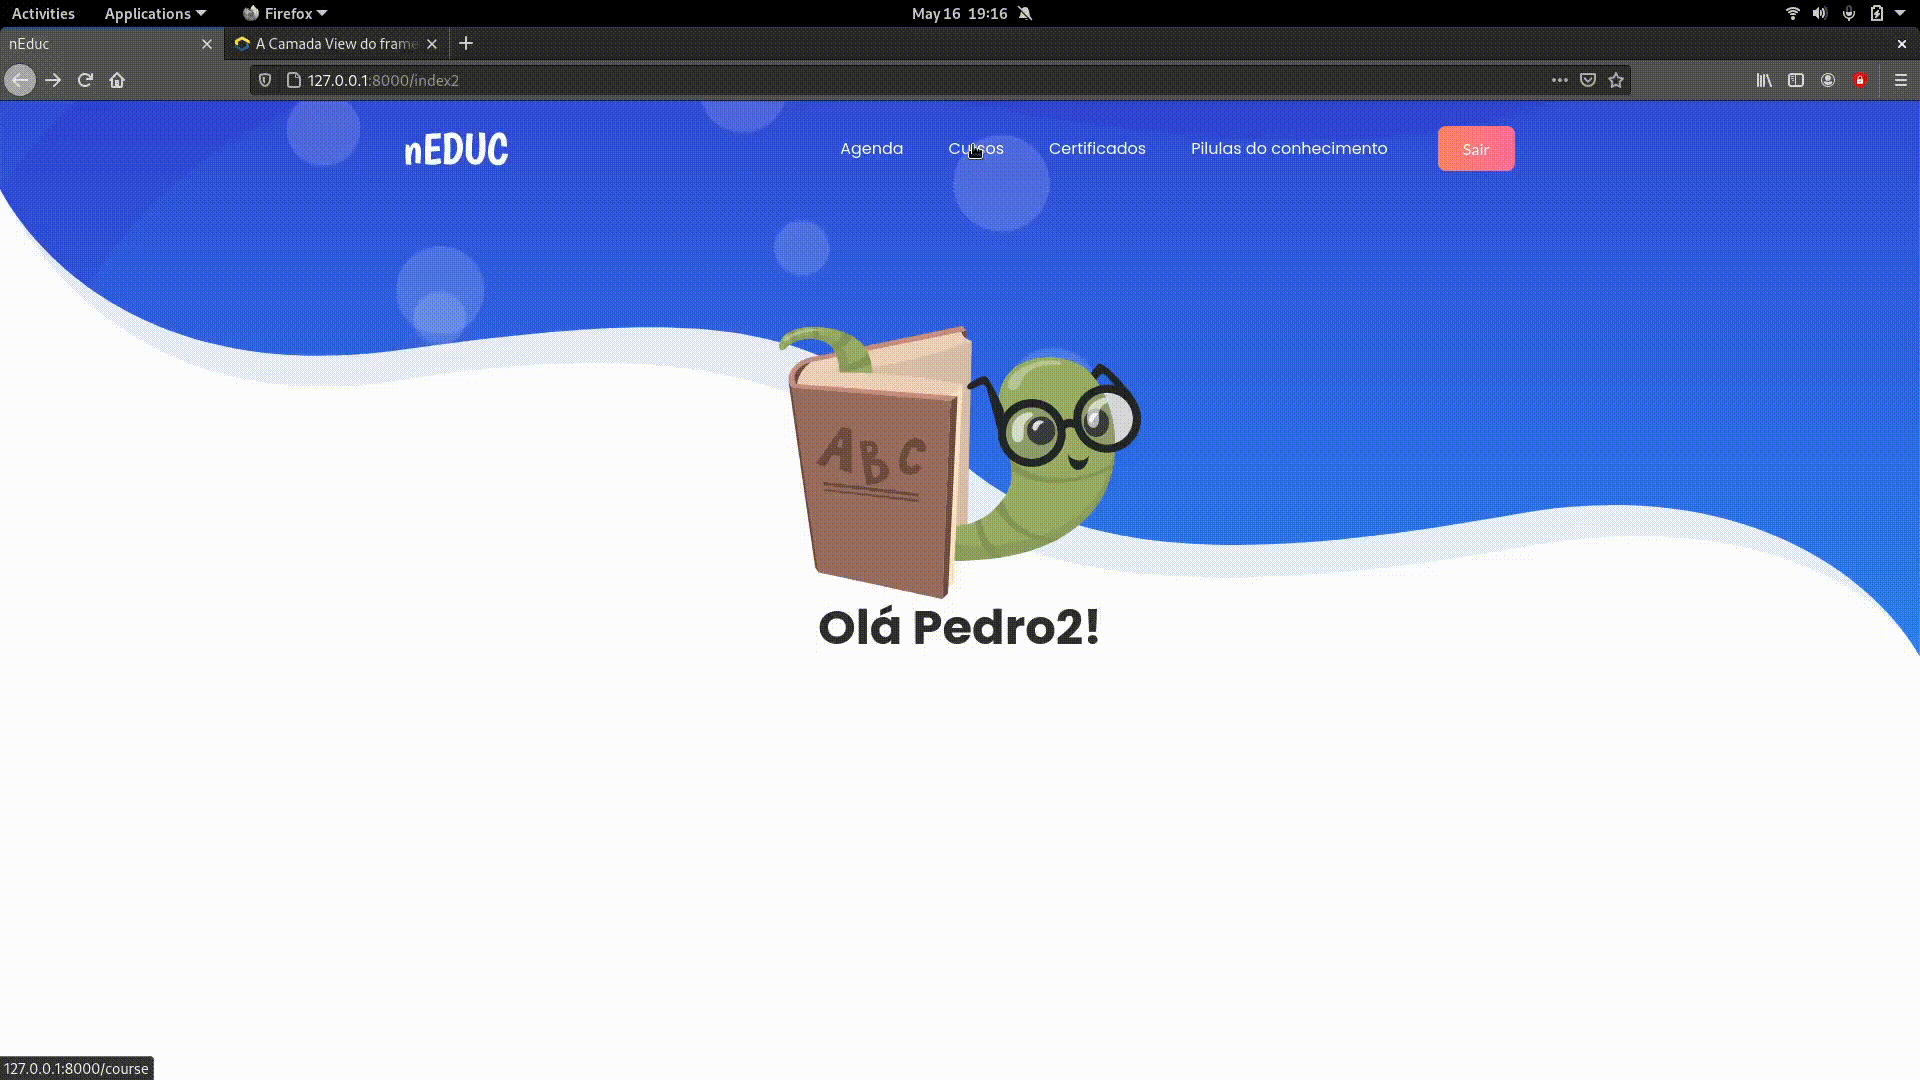 Activities Applications Firefox May 16 19:16
nEduc A Camada View do frame
127.0.0.1:8000/index2
nEDUC Agenda Cursos Certificados Pilulas do conhecimento Sair
ABC
Olá Pedro2!
127.0.0.1:8000/course